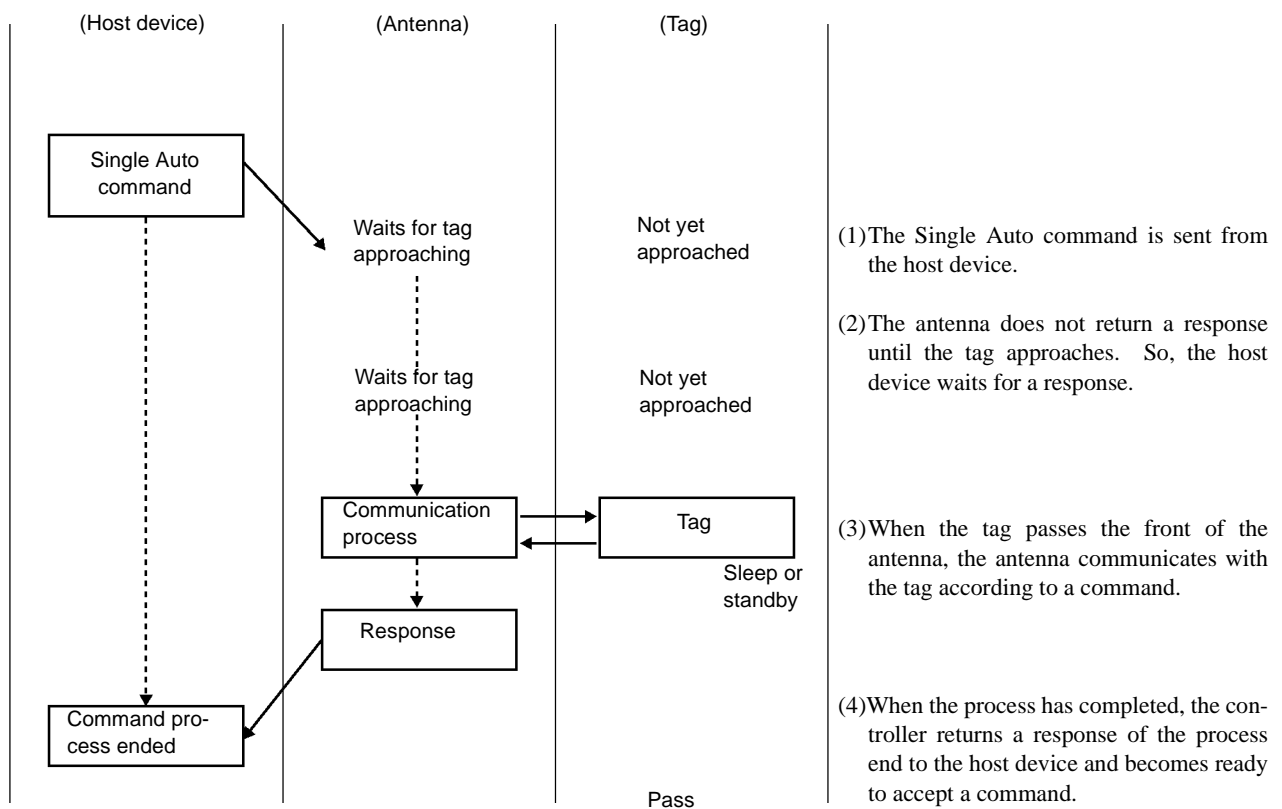 (Host device)
(Antenna)
(Tag)
Single Auto
command
Waits for tag
approaching
Not yet
approached
(1)The Single Auto command is sent from
the host device.
(2)The antenna does not return a response
until the tag approaches. So, the host
device waits for a response.
Waits for tag
approaching
Not yet
approached
Communication
process
Tag
Sleep or
standby
(3)When the tag passes the front of the
antenna, the antenna communicates with
the tag according to a command.
Response
Command pro-
cess ended
(4)When the process has completed, the con-
troller returns a response of the process
end to the host device and becomes ready
to accept a command.
Pass